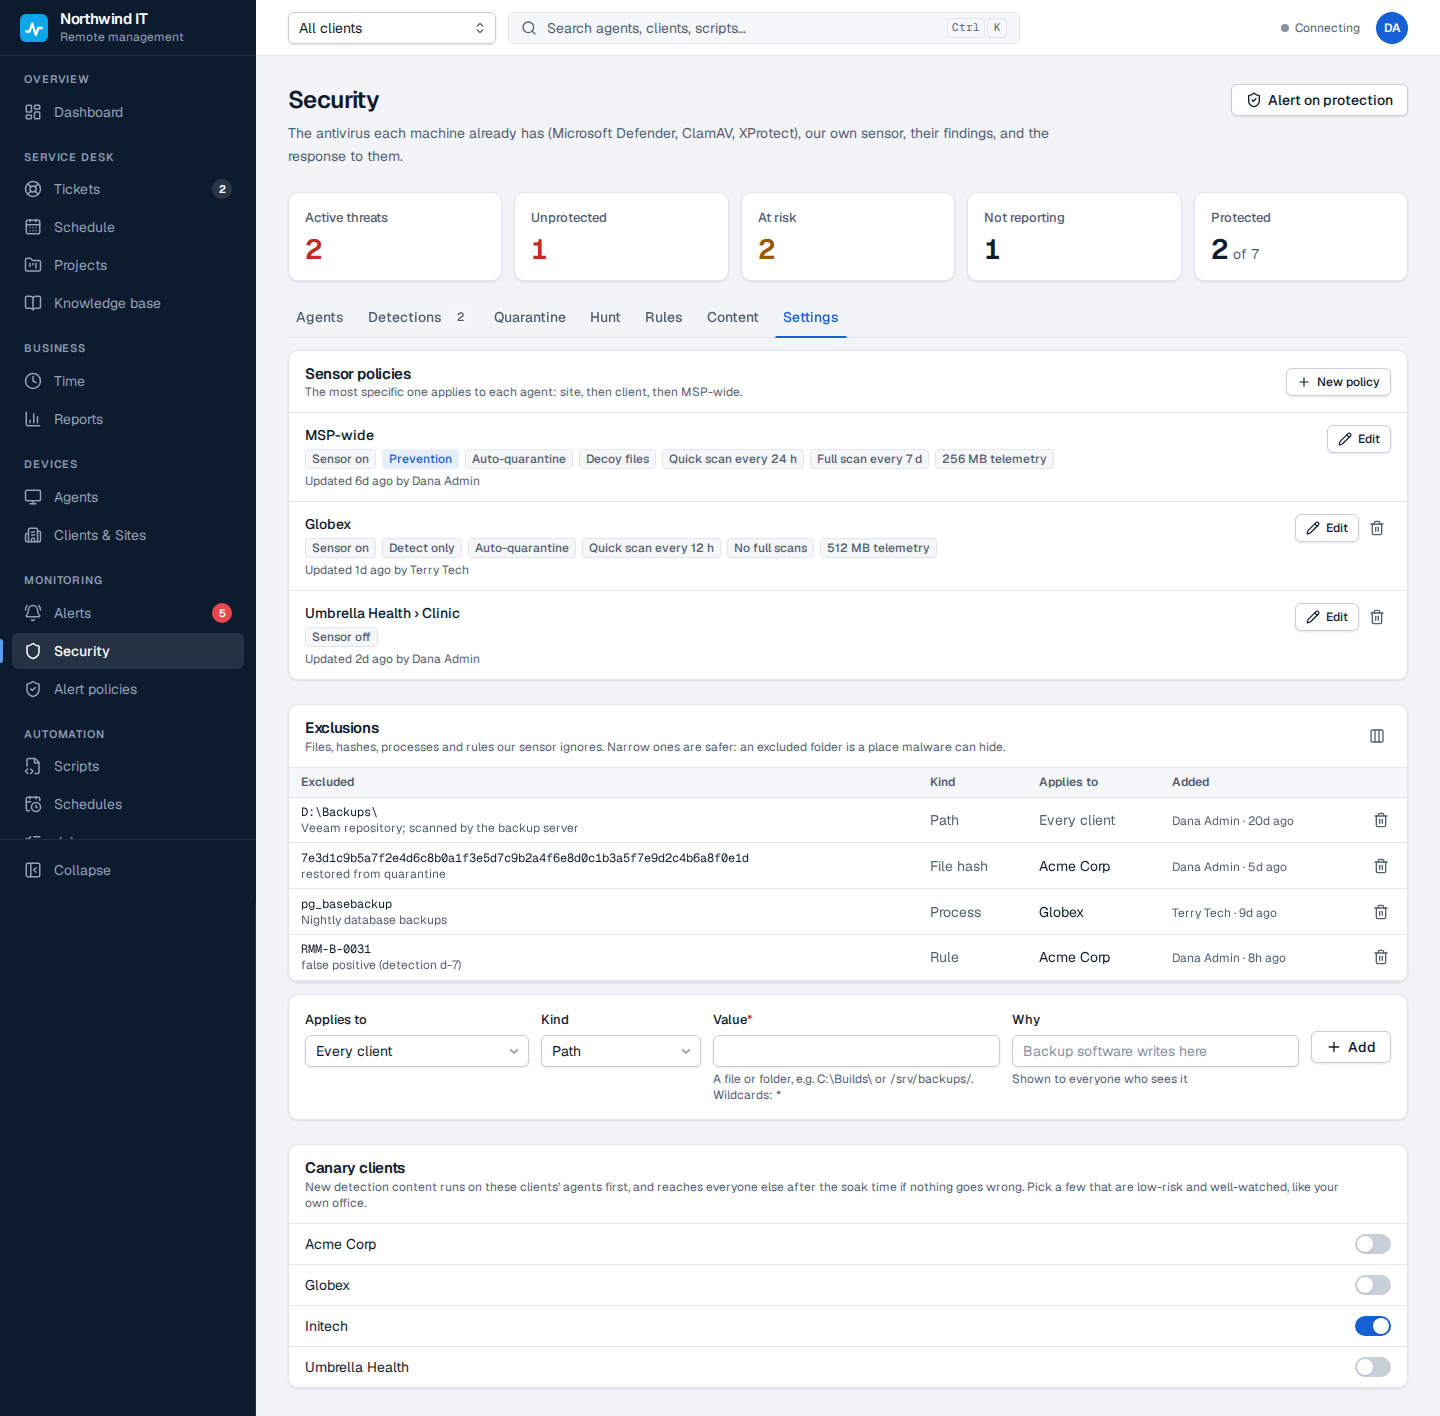 Northwind IT
Remote management
All clients
Search agents, clients, scripts...
Ctrl K
Connecting
DA
OVERVIEW
Dashboard
SERVICE DESK
Tickets 2
Schedule
Projects
Knowledge base
BUSINESS
Time
Reports
DEVICES
Agents
Clients & Sites
MONITORING
Alerts 5
Security
Alert policies
AUTOMATION
Scripts
Schedules
Collapse
Security
Alert on protection
The antivirus each machine already has (Microsoft Defender, ClamAV, XProtect), our own sensor, their findings, and the
response to them.
Active threats
2
Unprotected
1
At risk
2
Not reporting
1
Protected
2 of 7
Agents Detections 2 Quarantine Hunt Rules Content Settings
Sensor policies
The most specific one applies to each agent: site, then client, then MSP-wide.
New policy
MSP-wide
Edit
Sensor on Prevention Auto-quarantine Decoy files Quick scan every 24 h Full scan every 7 d 256 MB telemetry
Updated 6d ago by Dana Admin
Globex
Edit
Sensor on Detect only Auto-quarantine Quick scan every 12 h No full scans 512 MB telemetry
Updated 1d ago by Terry Tech
Umbrella Health › Clinic
Edit
Sensor off
Updated 2d ago by Dana Admin
Exclusions
Files, hashes, processes and rules our sensor ignores. Narrow ones are safer: an excluded folder is a place malware can hide.
Excluded Kind Applies to Added
D:\Backups\
Veeam repository; scanned by the backup server
Path Every client Dana Admin · 20d ago
7e3d1c9b5a7f2e4d6c8b0a1f3e5d7c9b2a4f6e8d0c1b3a5f7e9d2c4b6a8f0e1d
restored from quarantine
File hash Acme Corp Dana Admin · 5d ago
pg_basebackup
Nightly database backups
Process Globex Terry Tech · 9d ago
RMM-B-0031
false positive (detection d-7)
Rule Acme Corp Dana Admin · 8h ago
Applies to Kind Value* Why
Every client Path Backup software writes here Add
A file or folder, e.g. C:\Builds\ or /srv/backups/.
Wildcards: *
Shown to everyone who sees it
Canary clients
New detection content runs on these clients' agents first, and reaches everyone else after the soak time if nothing goes wrong. Pick a few that are low-risk and well-watched, like your
own office.
Acme Corp
Globex
Initech
Umbrella Health